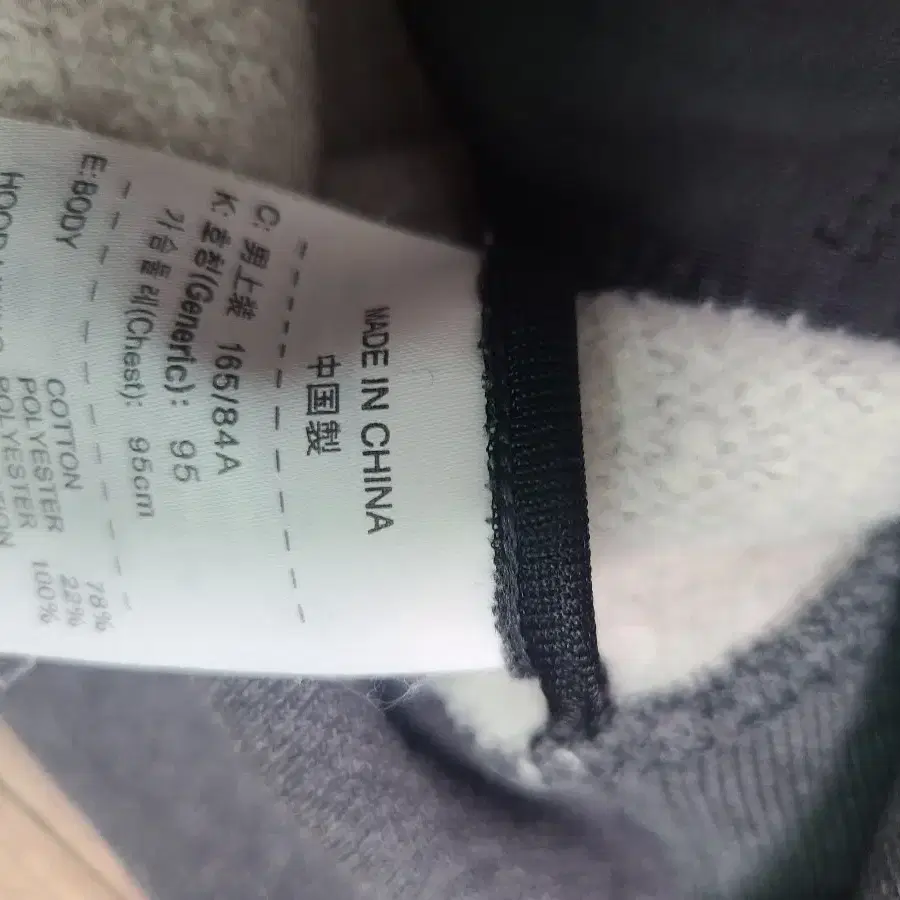 MADE IN CHINA
中国製
- - - - - - - - -
C: 男上装 165/84A
K: 호칭(Generic): 95
가슴둘레(Chest): 95cm
- - - - - - - - -
E:BODY COTTON 78%
POLYESTER 22%
POLYESTER 100%